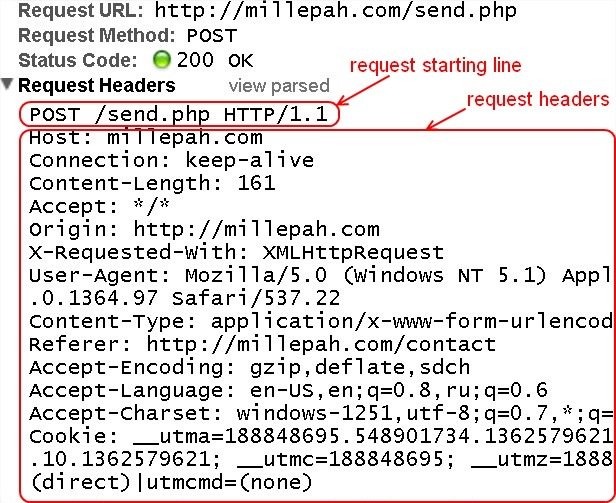 Request URL: http://millepah.com/send.php
Request Method: POST
Status Code: 200 OK
request starting line
Request Headers view parsed
request headers
POST /send.php HTTP/1.1
Host: millepah.com
Connection: keep-alive
Content-Length: 161
Accept: */*
Origin: http://millepah.com
X-Requested-With: XMLHttpRequest
User-Agent: Mozilla/5.0 (Windows NT 5.1) Appl
.0.1364.97 Safari/537.22
Content-Type: application/x-www-form-urlencod
Referer: http://millepah.com/contact
Accept-Encoding: gzip,deflate,sdch
Accept-Language: en-US,en;q=0.8,ru;q=0.6
Accept-Charset: windows-1251,utf-8;q=0.7,*;q=
Cookie: __utma=188848695.548901734.1362579621
.10.1362579621; __utmc=188848695; __utmz=1888
(direct)|utmcmd=(none)